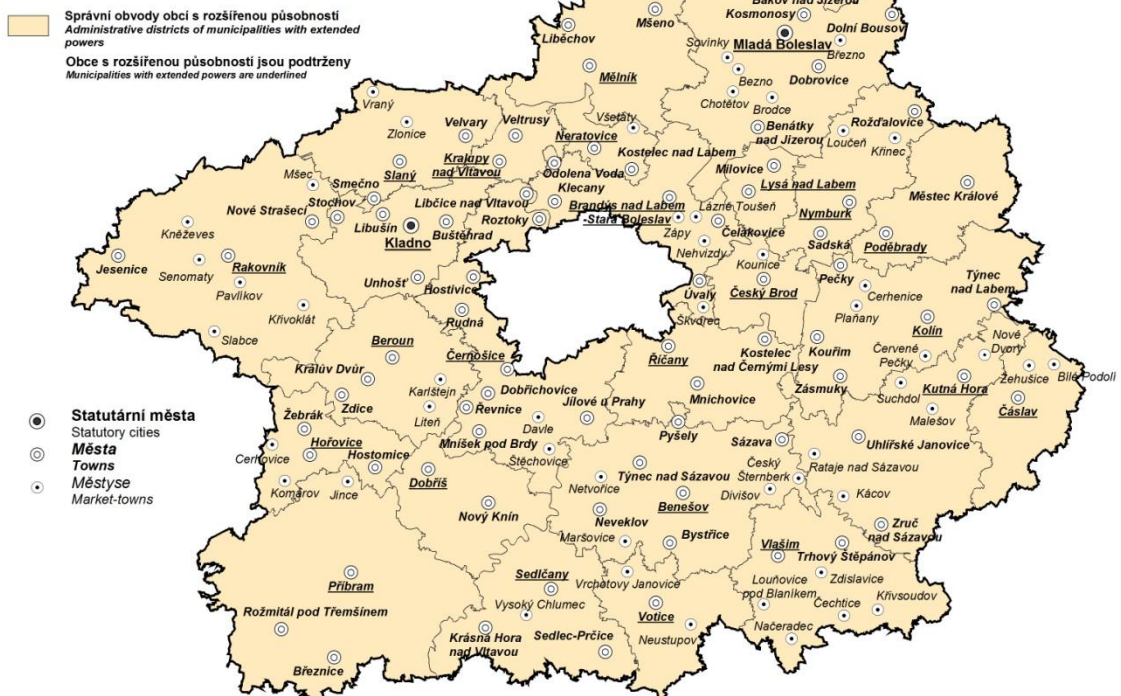 Správní obvody obcí s rozšířenou působností
Administrative districts of municipalities with extended
powers
Obce s rozšířenou působností jsou podtrženy
Municipalities with extended powers are underlined
Mšeno
Liběchov
Kosmonosy
Dolní Bousov
Sovínky
Mladá Boleslav
Březno
Bezno
Dobrovice
Mělník
Chotětov
Brodce
Vraný
Zlonice
Velvary
Veltrusy
Všetaty
Neratovice
Benátky
nad Jizerou
Rožďalovice
Loučeň
Křinec
Kostelec nad Labem
Slaný
Kralupy
nad Vltavou
Odolena Voda
Klecany
Milovice
Lysá nad Labem
Mšec
Smečno
Stochov
Libčice nad Vltavou
Brandýs nad Labem
-Stará Boleslav
Lázně Toušeň
Nymburk
Městec Králové
Nové Strašecí
Libušín
Kladno
Buštěhrad
Roztoky
Zápy
Čelákovice
Sadská
Poděbrady
Kněževes
Nehvizdy
Kounice
Jesenice
Senomaty
Rakovník
Pavlíkov
Unhošť
Hostivice
Úvaly
Český Brod
Pečky
Cerhenice
Týnec
nad Labem
Křivoklát
Rudná
Škvorec
Plaňany
Kolín
Slabce
Beroun
Černošice
Říčany
Kostelec
nad Černými Lesy
Kouřim
Červené
Pečky
Nové
Dvory
Žehušice
Bílé Podolí
Králův Dvůr
Karlštejn
Dobřichovice
Mnichovice
Zásmuky
Suchdol
Kutná Hora
Čáslav
Zdice
Liteň
Řevnice
Jílové u Prahy
Malešov
Statutární města
Statutory cities
Města
Towns
Městyse
Market-towns
Žebrák
Hořovice
Cerhovice
Hostomice
Komárov
Jince
Mníšek pod Brdy
Davle
Štěchovice
Pyšely
Sázava
Uhlířské Janovice
Dobříš
Týnec nad Sázavou
Český
Šternberk
Rataje nad Sázavou
Netvořice
Divišov
Kácov
Nový Knín
Neveklov
Benešov
Maršovice
Bystřice
Zruč
nad Sázavou
Vlašim
Trhový Štěpánov
Příbram
Sedlčany
Vrchotovy Janovice
Louňovice
pod Blaníkem
Zdislavice
Křivsoudov
Rožmitál pod Třemšínem
Vysoký Chlumec
Votice
Čechtice
Krásná Hora
nad Vltavou
Sedlec-Prčice
Neustupov
Načeradec
Březnice